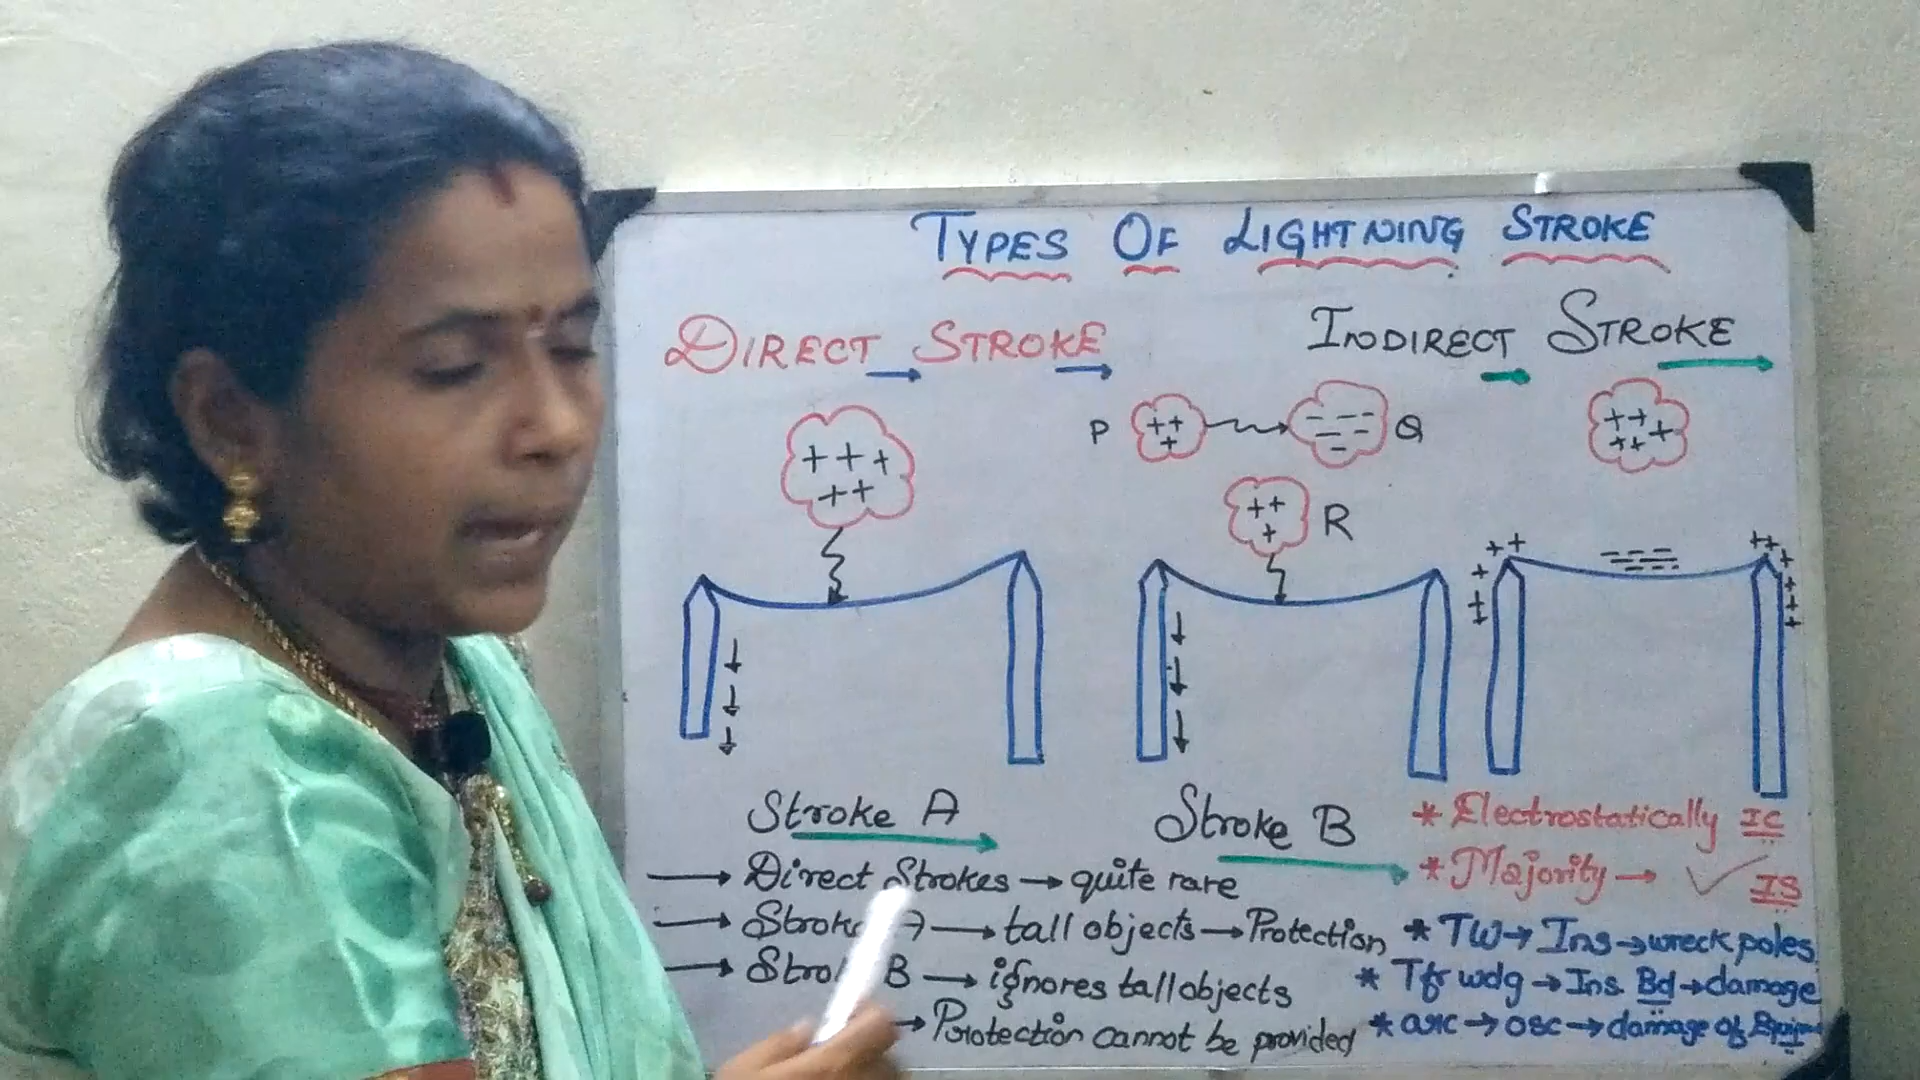 TYPES OF LIGHTNING STROKE
DIRECT STROKE
INDIRECT STROKE
P ++ + - - - - - - - - Q
++ + ++ +
+++ ++
++ + R
Stroke A
Stroke B
→ Direct Strokes → quite rare
→ Stroke A → tall objects → Protection
→ B → ignores tall objects
→ Protection cannot be provided
* Electrostatically IC
* Majority → ✓ IS
* TW → Ins → wreck poles
* Tfr wdg → Ins. Bd → damage
* arc → osc → damage of